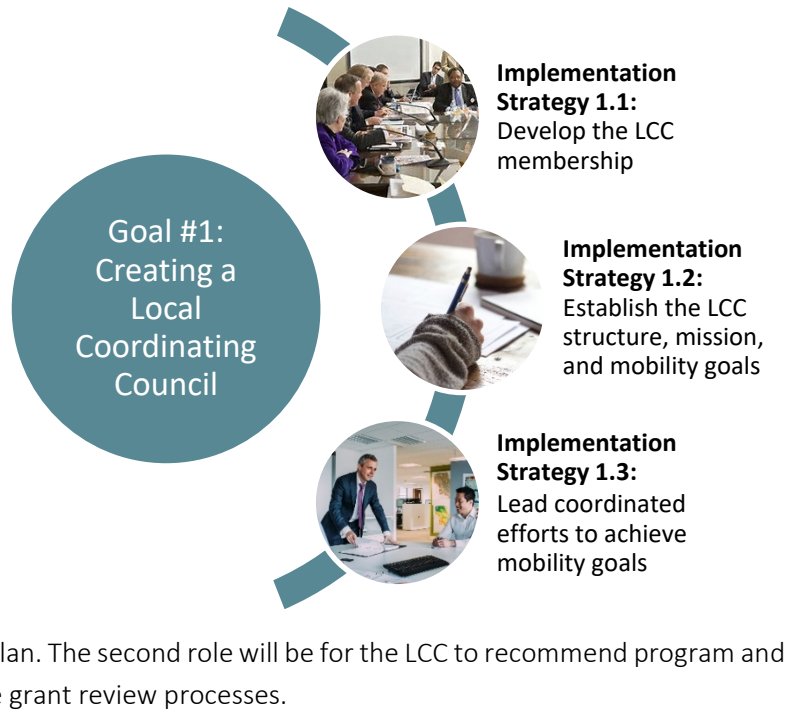 Goal #1:
Creating a
Local
Coordinating
Council
Implementation
Strategy 1.1:
Develop the LCC
membership
Implementation
Strategy 1.2:
Establish the LCC
structure, mission,
and mobility goals
Implementation
Strategy 1.3:
Lead coordinated
efforts to achieve
mobility goals
lan. The second role will be for the LCC to recommend program and
grant review processes.